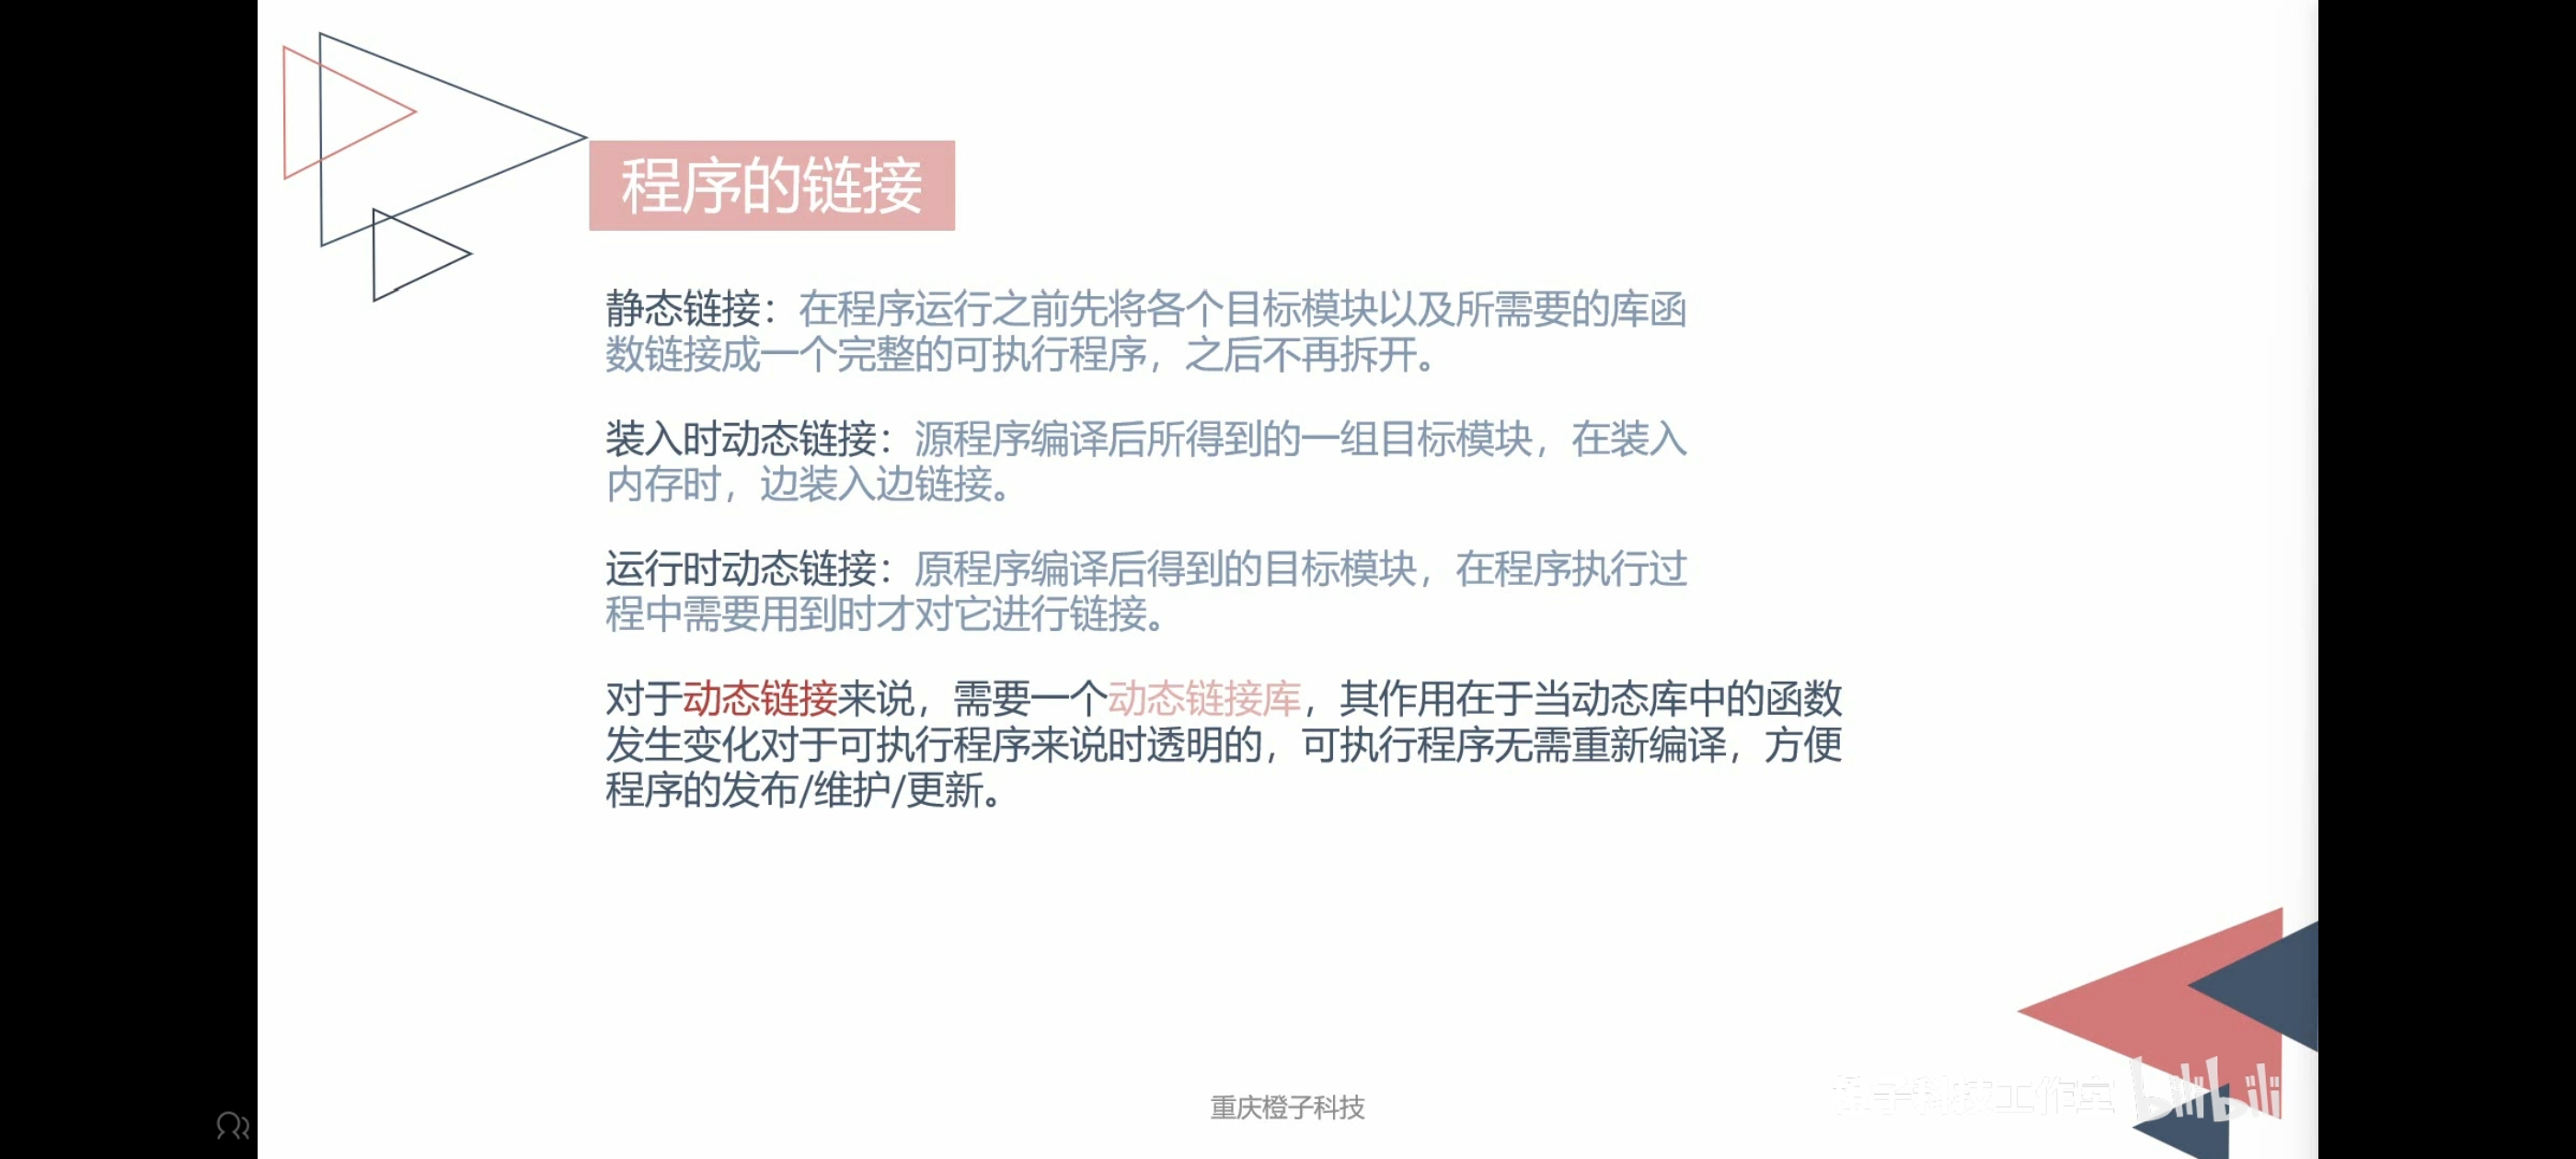 程序的链接
静态链接：在程序运行之前先将各个目标模块以及所需要的库函
数链接成一个完整的可执行程序，之后不再拆开。
装入时动态链接：源程序编译后所得到的一组目标模块，在装入
内存时，边装入边链接。
运行时动态链接：原程序编译后得到的目标模块，在程序执行过
程中需要用到时才对它进行链接。
对于动态链接来说，需要一个动态链接库，其作用在于当动态库中的函数
发生变化对于可执行程序来说时透明的，可执行程序无需重新编译，方便
程序的发布/维护/更新。
重庆橙子科技
橙子科技工作室 bilibili